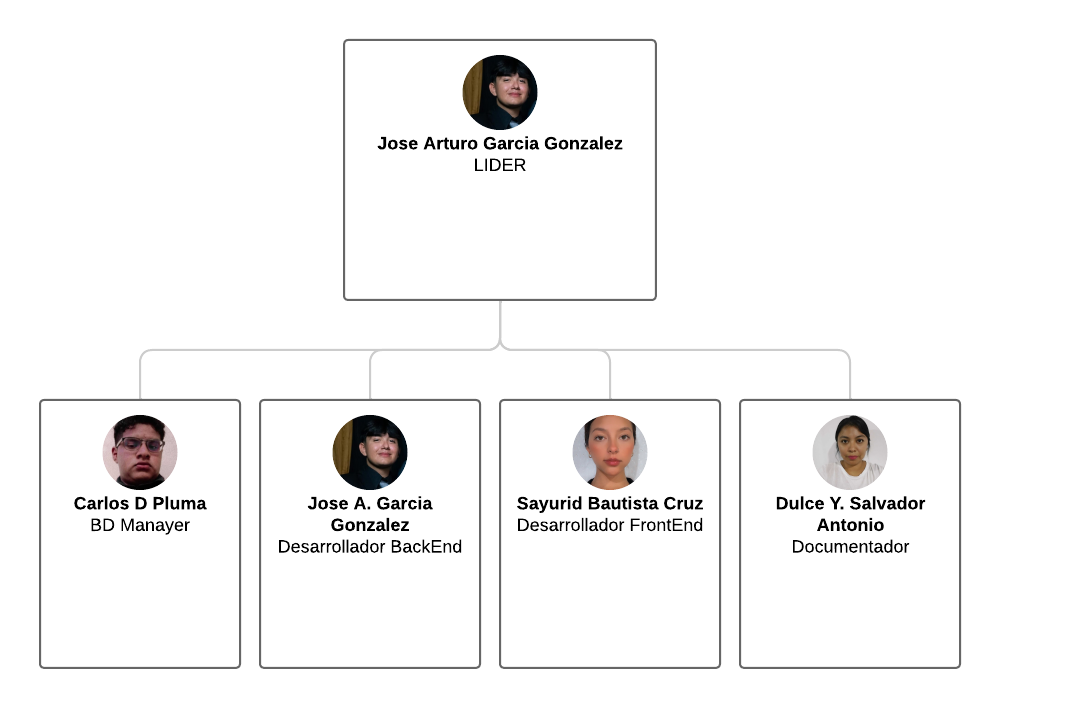 Jose Arturo Garcia Gonzalez
LIDER
Carlos D Pluma
BD Manayer
Jose A. Garcia
Gonzalez
Desarrollador BackEnd
Sayurid Bautista Cruz
Desarrollador FrontEnd
Dulce Y. Salvador
Antonio
Documentador